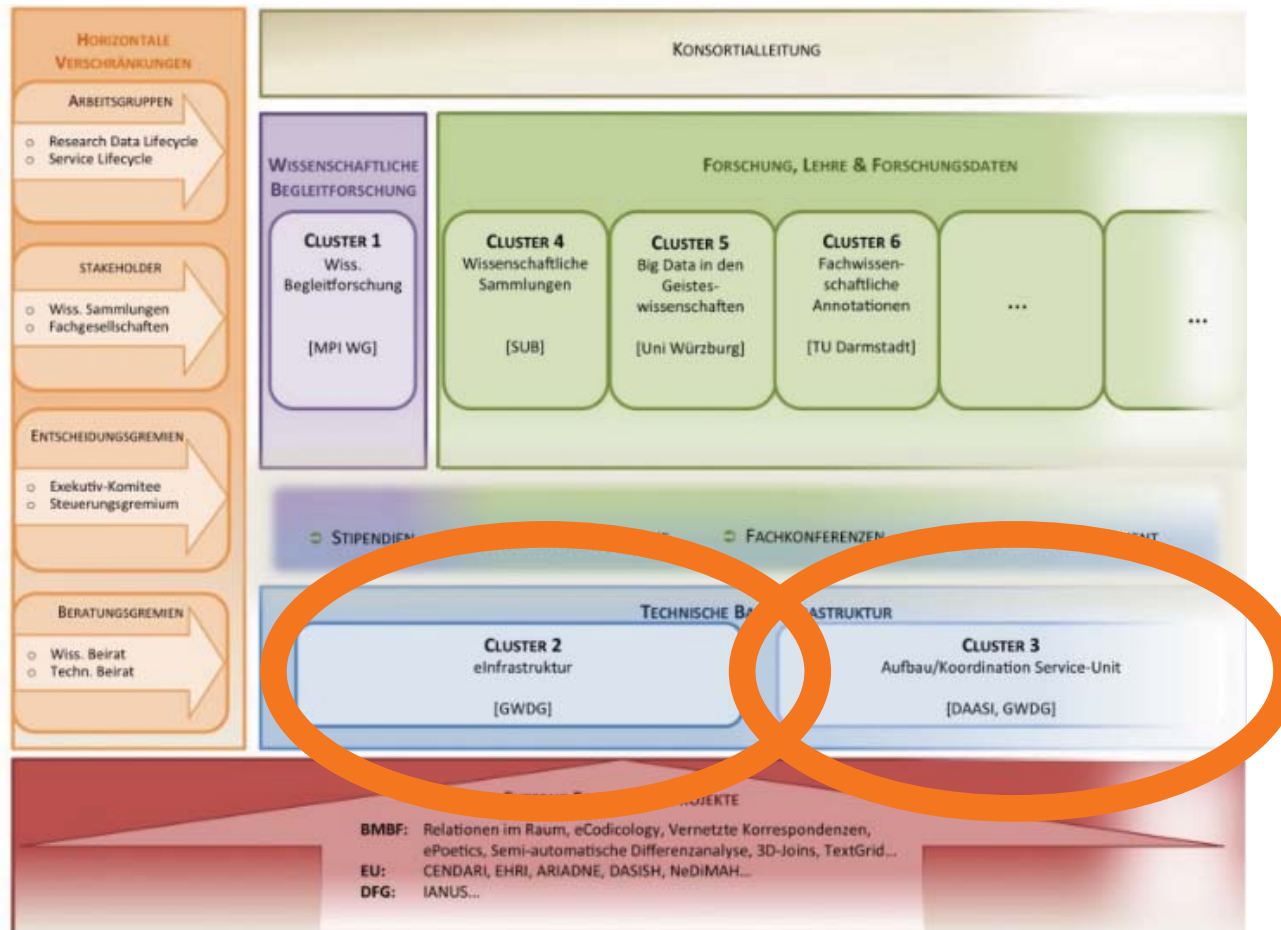 HORIZONTALE
VERSCHRÄNKUNGEN
ARBEITSGRUPPEN
o Research Data Lifecycle
o Service Lifecycle
STAKEHOLDER
o Wiss. Sammlungen
o Fachgesellschaften
ENTSCHEIDUNGSGREMIEN
o Exekutiv-Komitee
o Steuerungsgremium
BERATUNGSGREMIEN
o Wiss. Beirat
o Techn. Beirat
KONSORTIALLEITUNG
WISSENSCHAFTLICHE
BEGLEITFORSCHUNG
CLUSTER 1
Wiss.
Begleitforschung
[MPI WG]
FORSCHUNG, LEHRE & FORSCHUNGSDATEN
CLUSTER 4
Wissenschaftliche
Sammlungen
[SUB]
CLUSTER 5
Big Data in den
Geistes-
wissenschaften
[Uni Würzburg]
CLUSTER 6
Fachwissen-
schaftliche
Annotationen
[TU Darmstadt]
...
...
STIPENDIEN
FACHKONFERENZEN
TECHNISCHE
CLUSTER 2
eInfrastruktur
[GWDG]
CLUSTER 3
Aufbau/Koordination Service-Unit
[DAASI, GWDG]
BMBF: Relationen im Raum, eCodicology, Vernetzte Korrespondenzen,
ePoetics, Semi-automatische Differenzanalyse, 3D-Joins, TextGrid...
EU: CENDARI, EHRI, ARIADNE, DASISH, NeDiMAH...
DFG: IANUS...